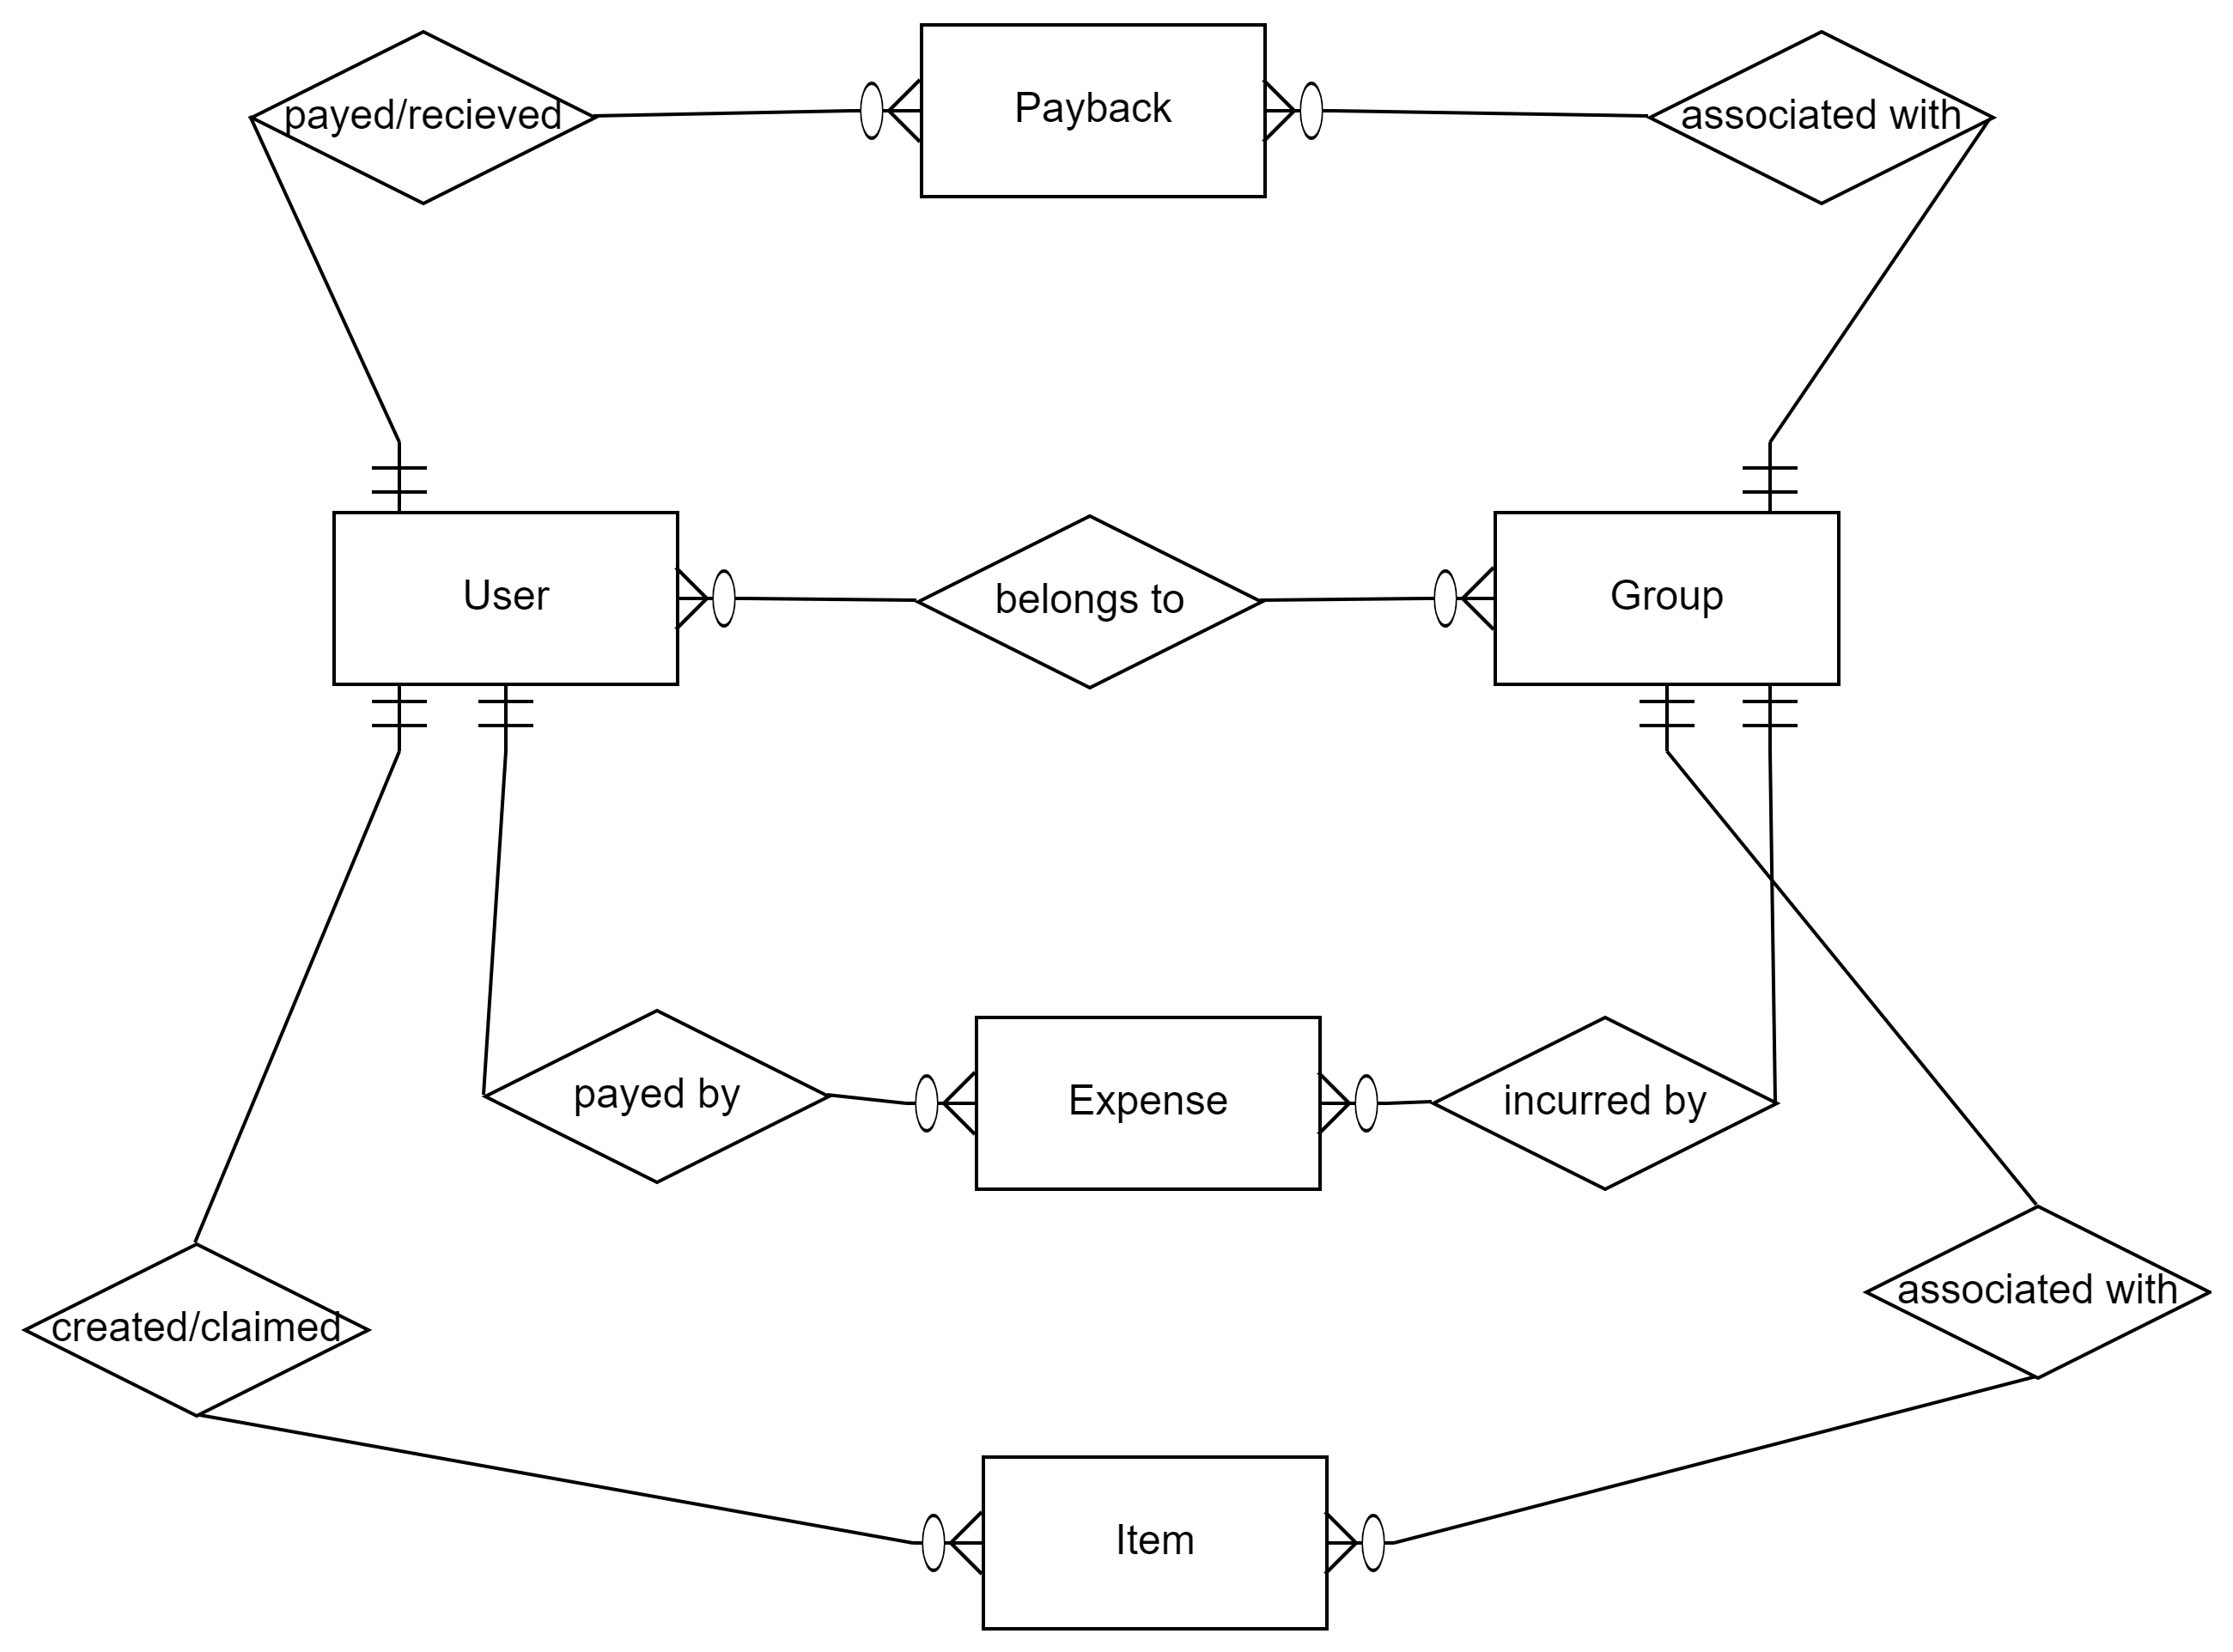 payed/recieved
Payback
associated with
User
belongs to
Group
payed by
Expense
incurred by
created/claimed
associated with
Item